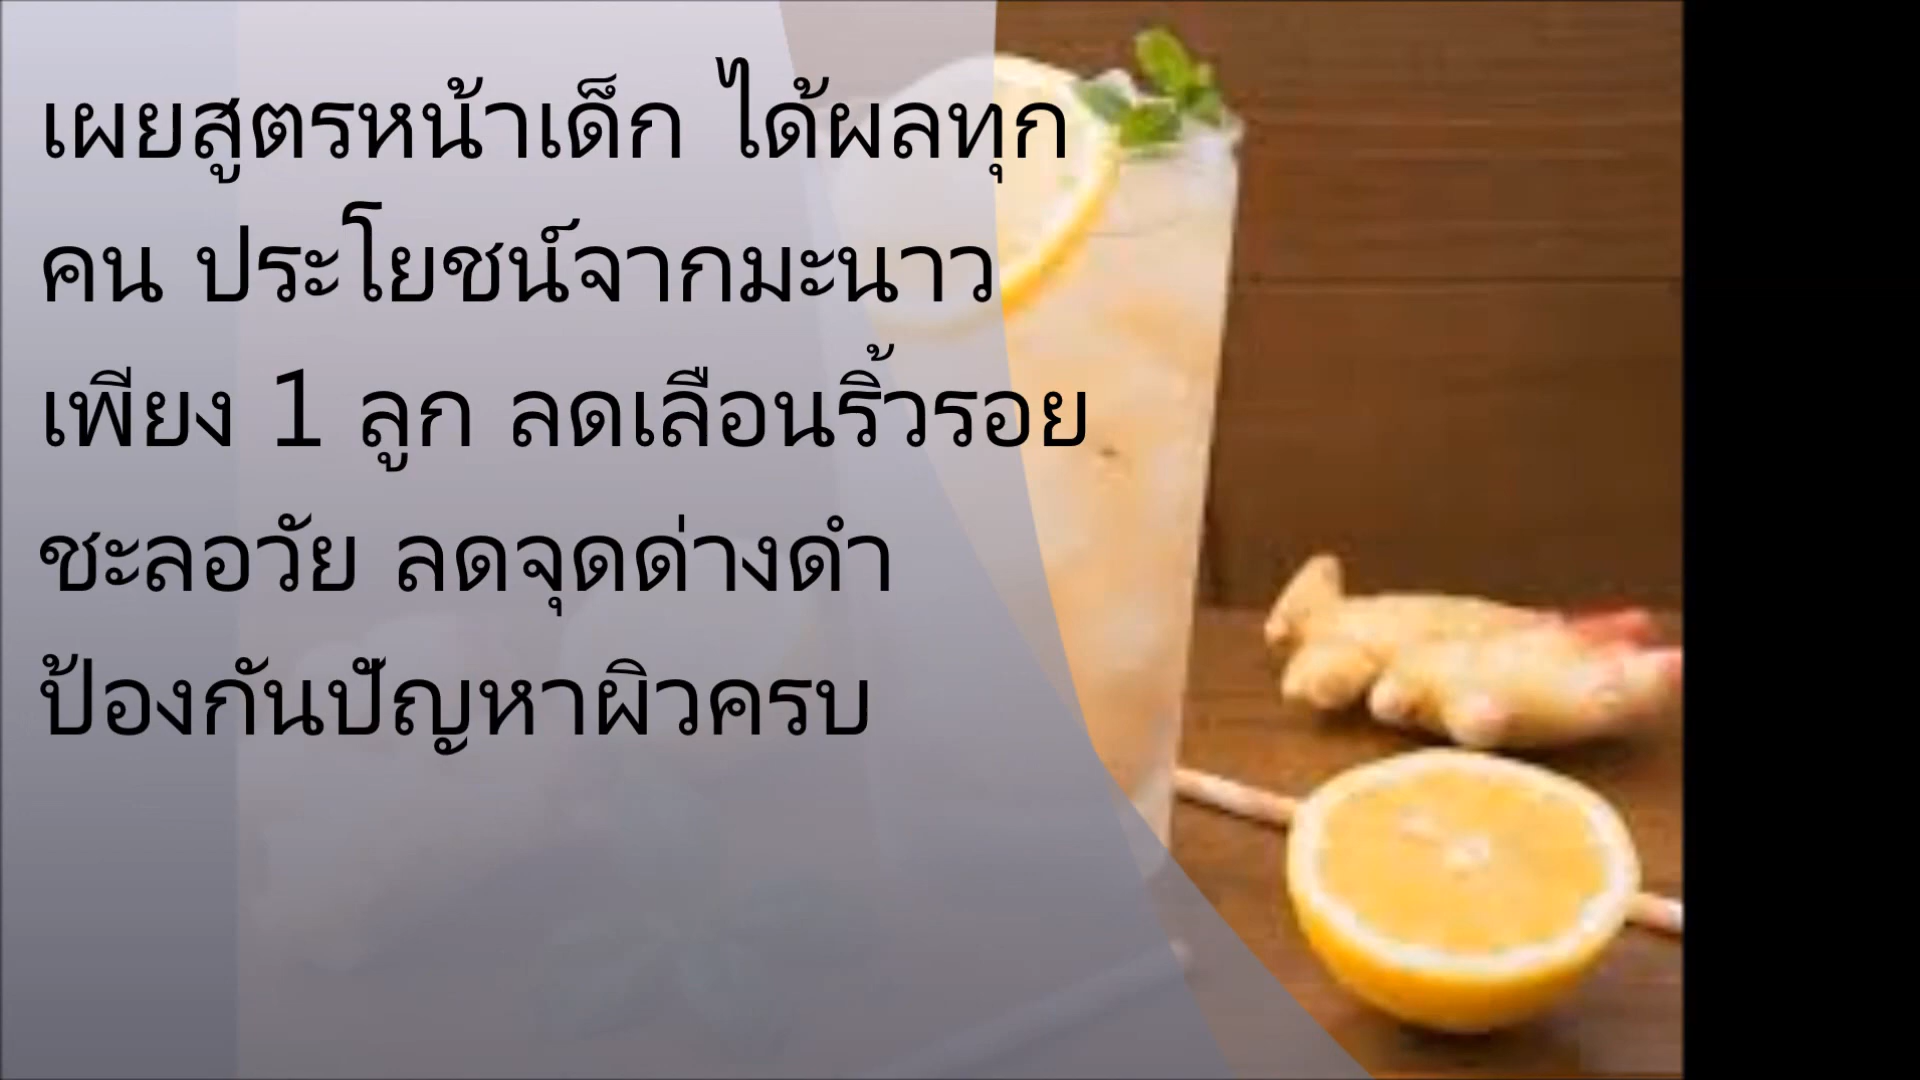 เผยสูตรหน้าเด็ก ได้ผลทุก
คน ประโยชน์จากมะนาว
เพียง 1 ลูก ลดเลือนริ้วรอย
ชะลอวัย ลดจุดด่างดำ
ป้องกันปัญหาผิวครบ